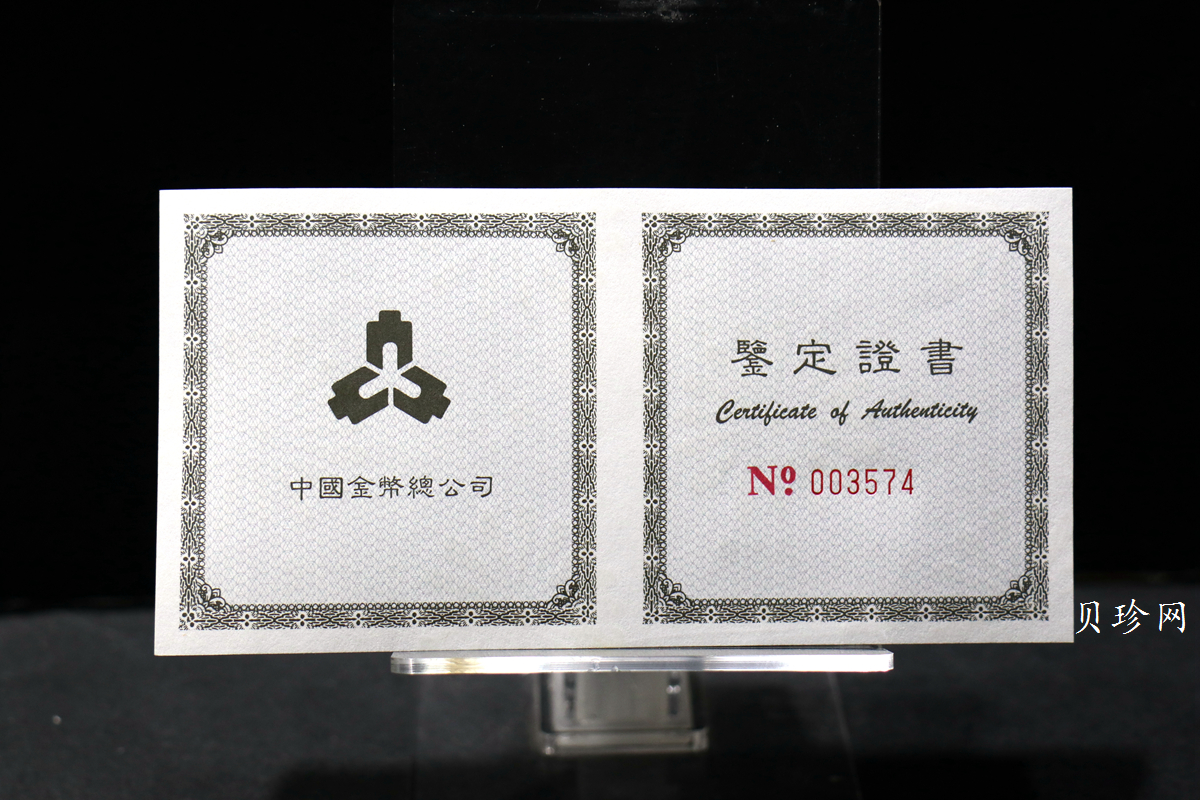 中國金幣總公司
鑒定證書
Certificate of Authenticity
Nº 003574
贝珍网